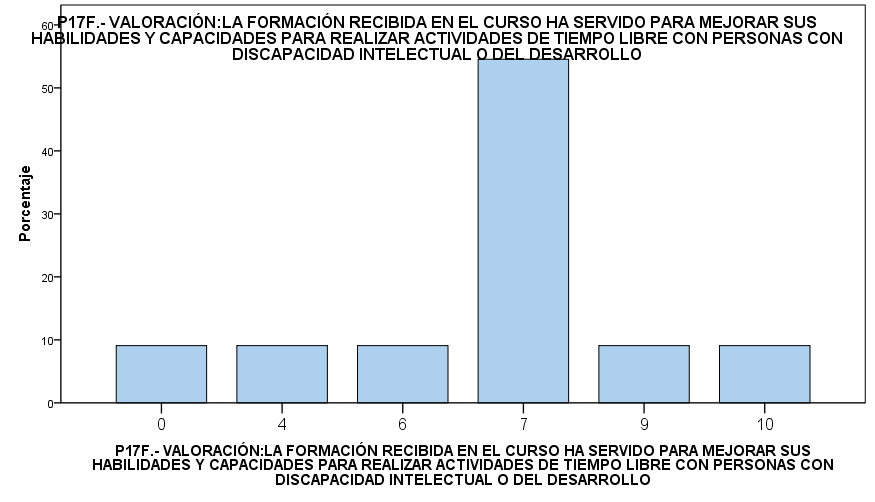 P17F.- VALORACIÓN:LA FORMACIÓN RECIBIDA EN EL CURSO HA SERVIDO PARA MEJORAR SUS
HABILIDADES Y CAPACIDADES PARA REALIZAR ACTIVIDADES DE TIEMPO LIBRE CON PERSONAS CON
DISCAPACIDAD INTELECTUAL O DEL DESARROLLO
60
50
40
30
20
10
0
Porcentaje
0 4 6 7 9 10
P17F.- VALORACIÓN:LA FORMACIÓN RECIBIDA EN EL CURSO HA SERVIDO PARA MEJORAR SUS
HABILIDADES Y CAPACIDADES PARA REALIZAR ACTIVIDADES DE TIEMPO LIBRE CON PERSONAS CON
DISCAPACIDAD INTELECTUAL O DEL DESARROLLO